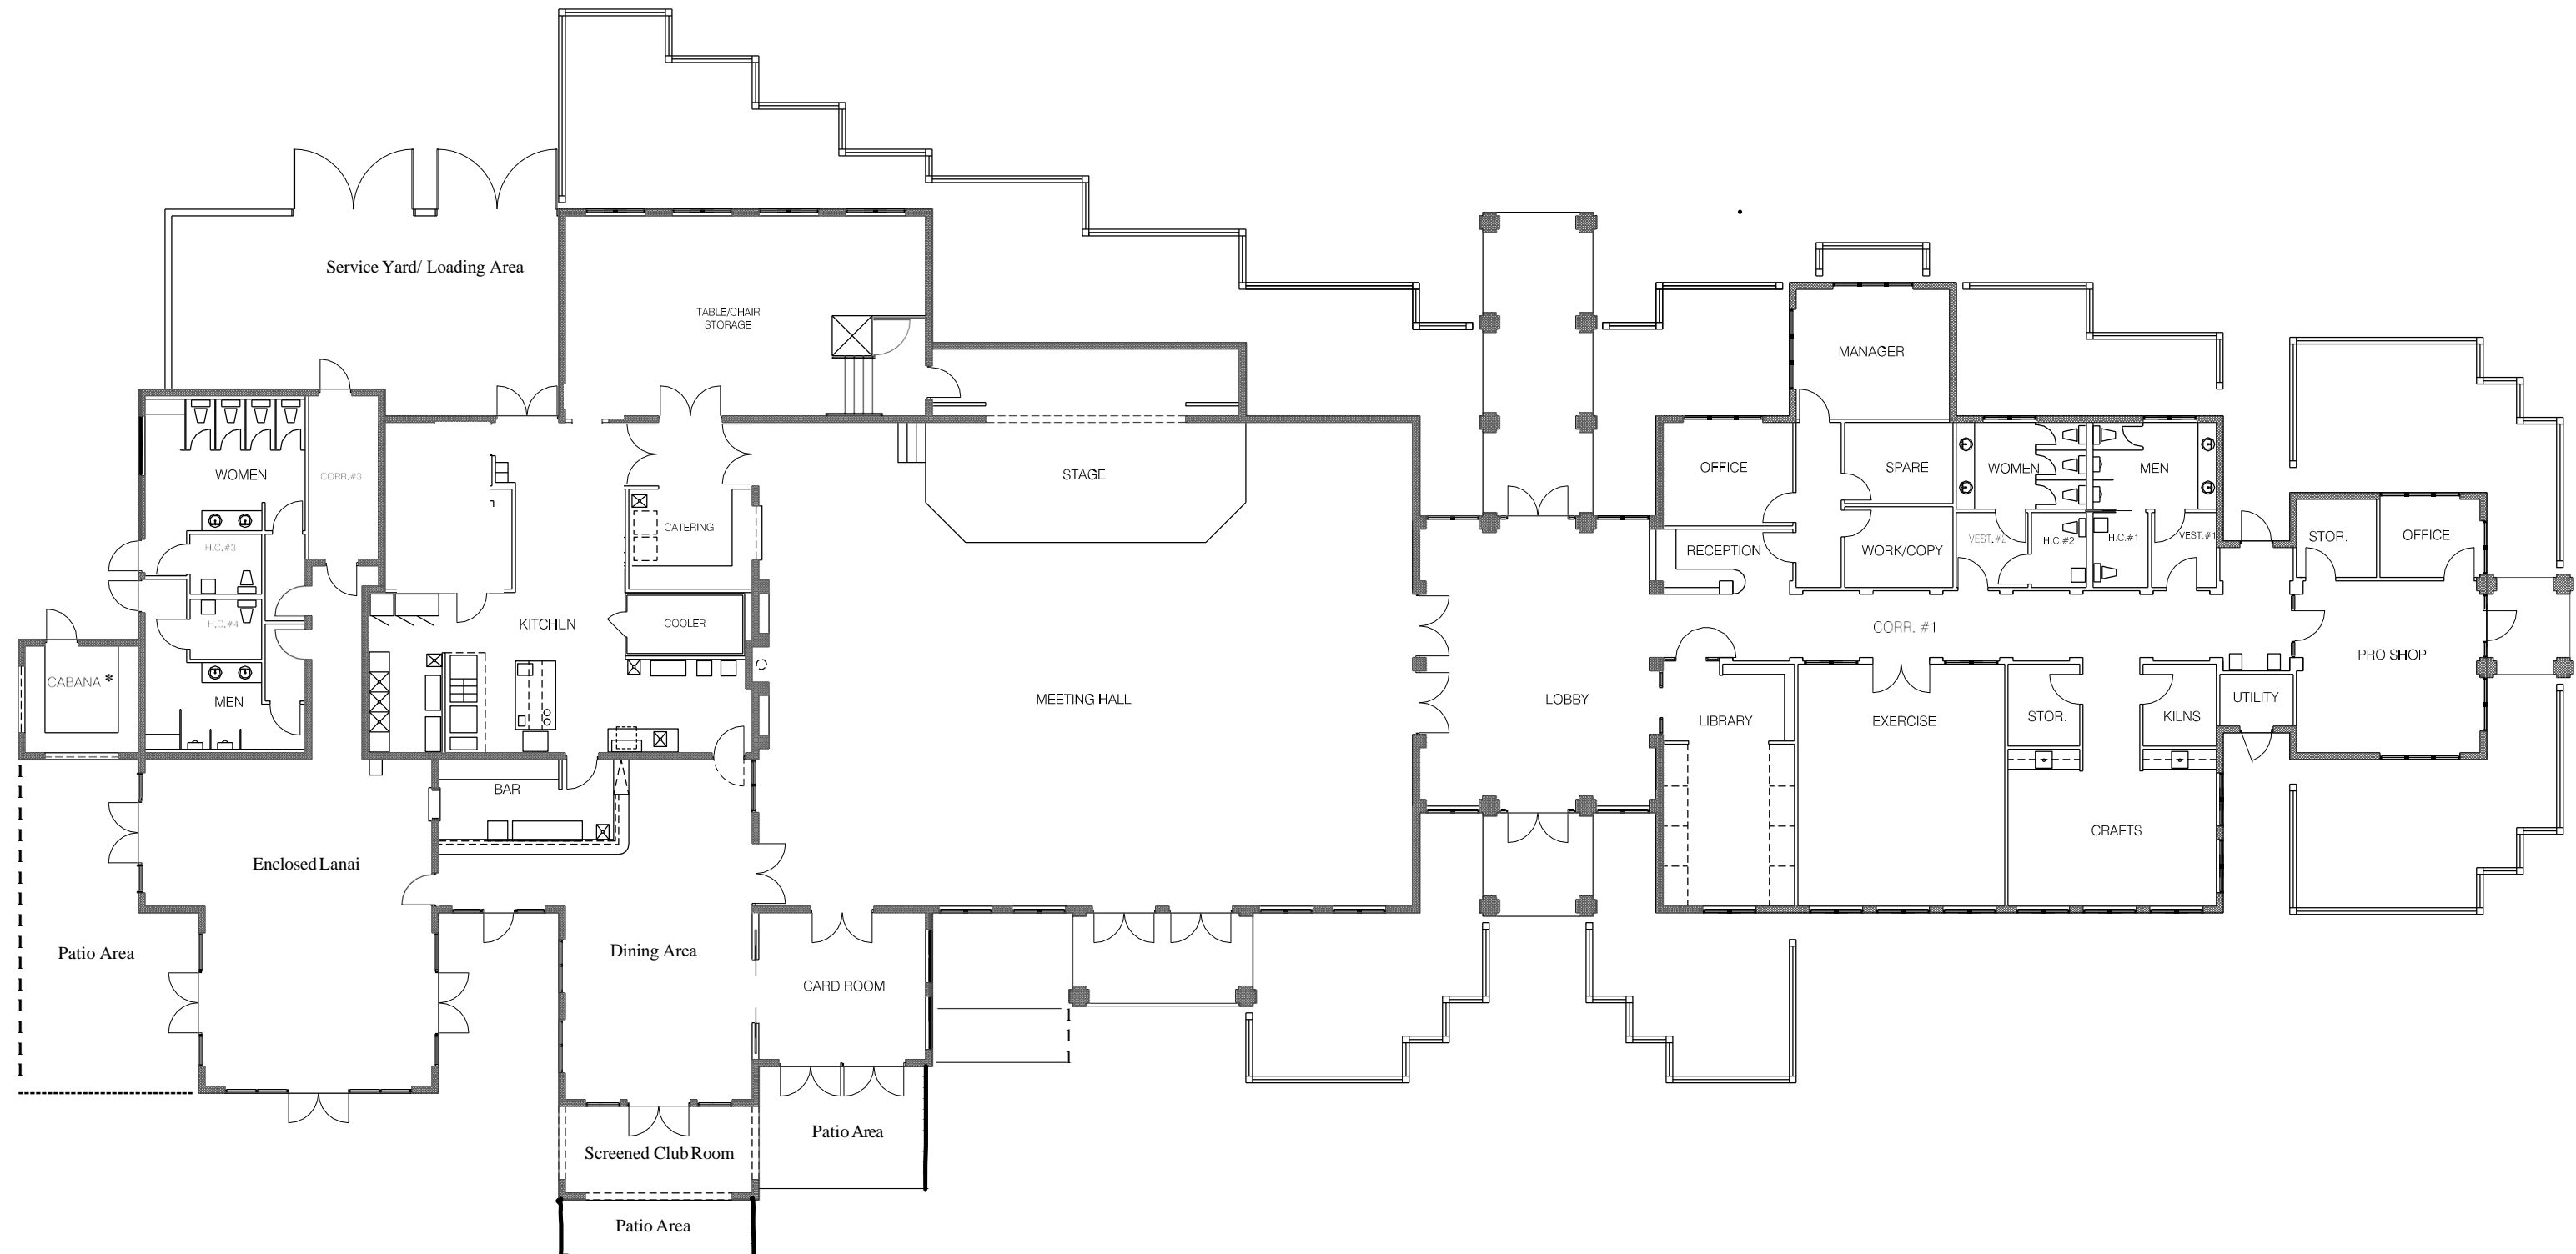 Service Yard/ Loading Area
TABLE/CHAIR
STORAGE
MANAGER
WOMEN
CORR. #3
STAGE
OFFICE
SPARE
WOMEN
MEN
CATERING
H.C.#3
RECEPTION
WORK/COPY
VEST.#2
H.C.#2
H.C.#1
VEST.#1
STOR.
OFFICE
H.C.#4
KITCHEN
COOLER
CORR. #1
PRO SHOP
CABANA *
MEN
MEETING HALL
LOBBY
LIBRARY
EXERCISE
STOR.
KILNS
UTILITY
BAR
CRAFTS
Enclosed Lanai
Patio Area
Dining Area
CARD ROOM
Patio Area
Screened Club Room
Patio Area